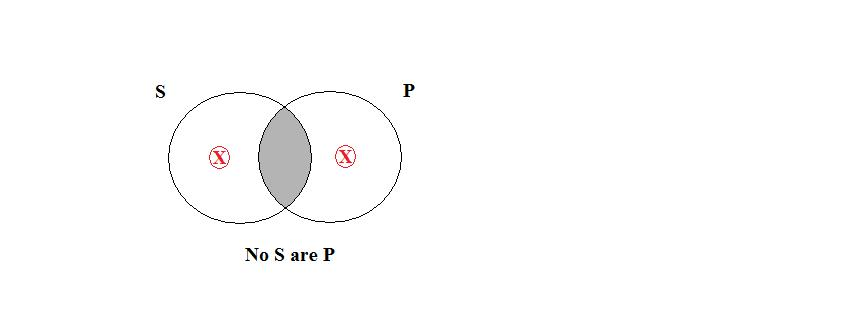 S P
X X
No S are P